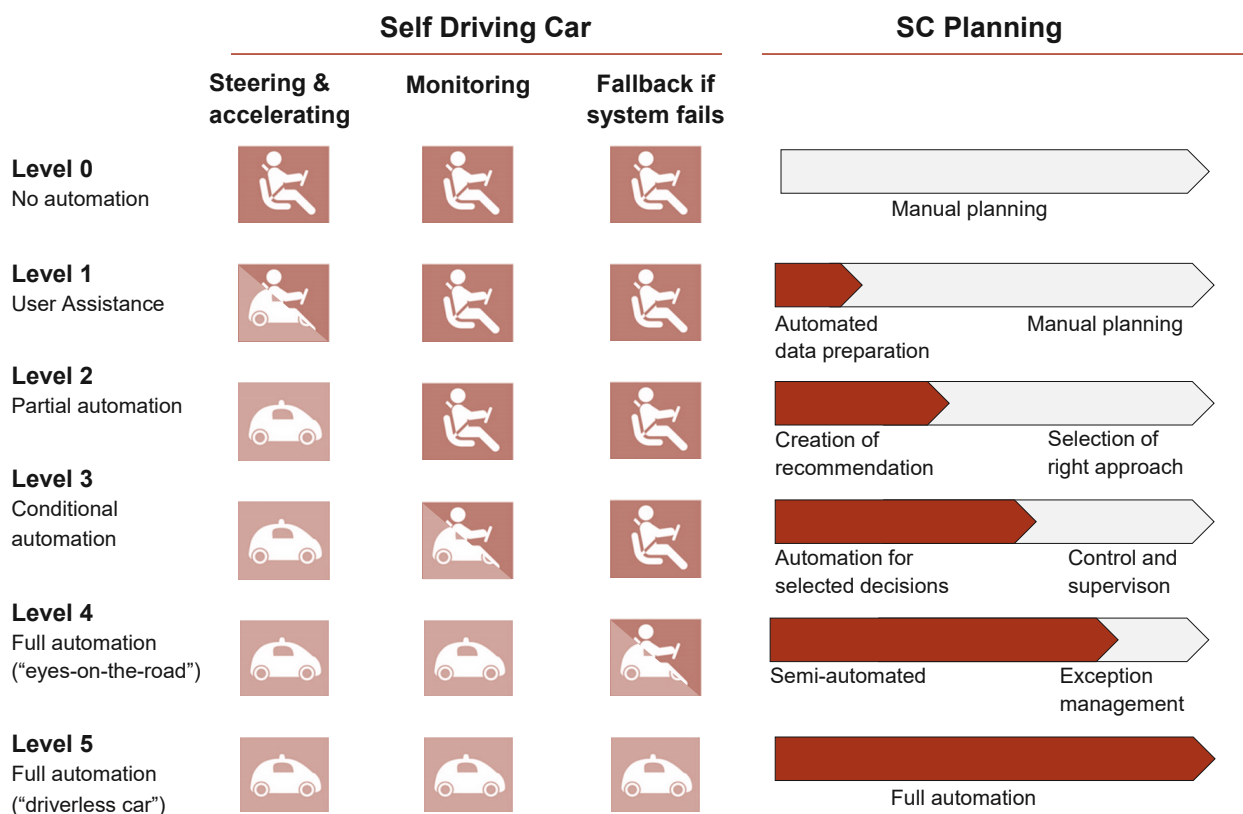 Self Driving Car
SC Planning
Steering &
accelerating
Monitoring
Fallback if
system fails
Level 0
No automation
Manual planning
Level 1
User Assistance
Automated
data preparation
Manual planning
Level 2
Partial automation
Creation of
recommendation
Selection of
right approach
Level 3
Conditional
automation
Automation for
selected decisions
Control and
supervison
Level 4
Full automation
(“eyes-on-the-road”)
Semi-automated
Exception
management
Level 5
Full automation
(“driverless car”)
Full automation